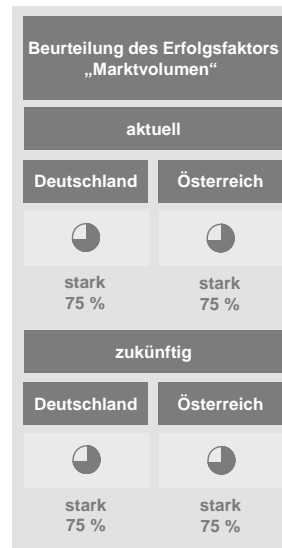 Beurteilung des Erfolgsfaktors
„Marktvolumen“
aktuell
Deutschland Österreich
stark stark
75 % 75 %
zukünftig
Deutschland Österreich
stark stark
75 % 75 %